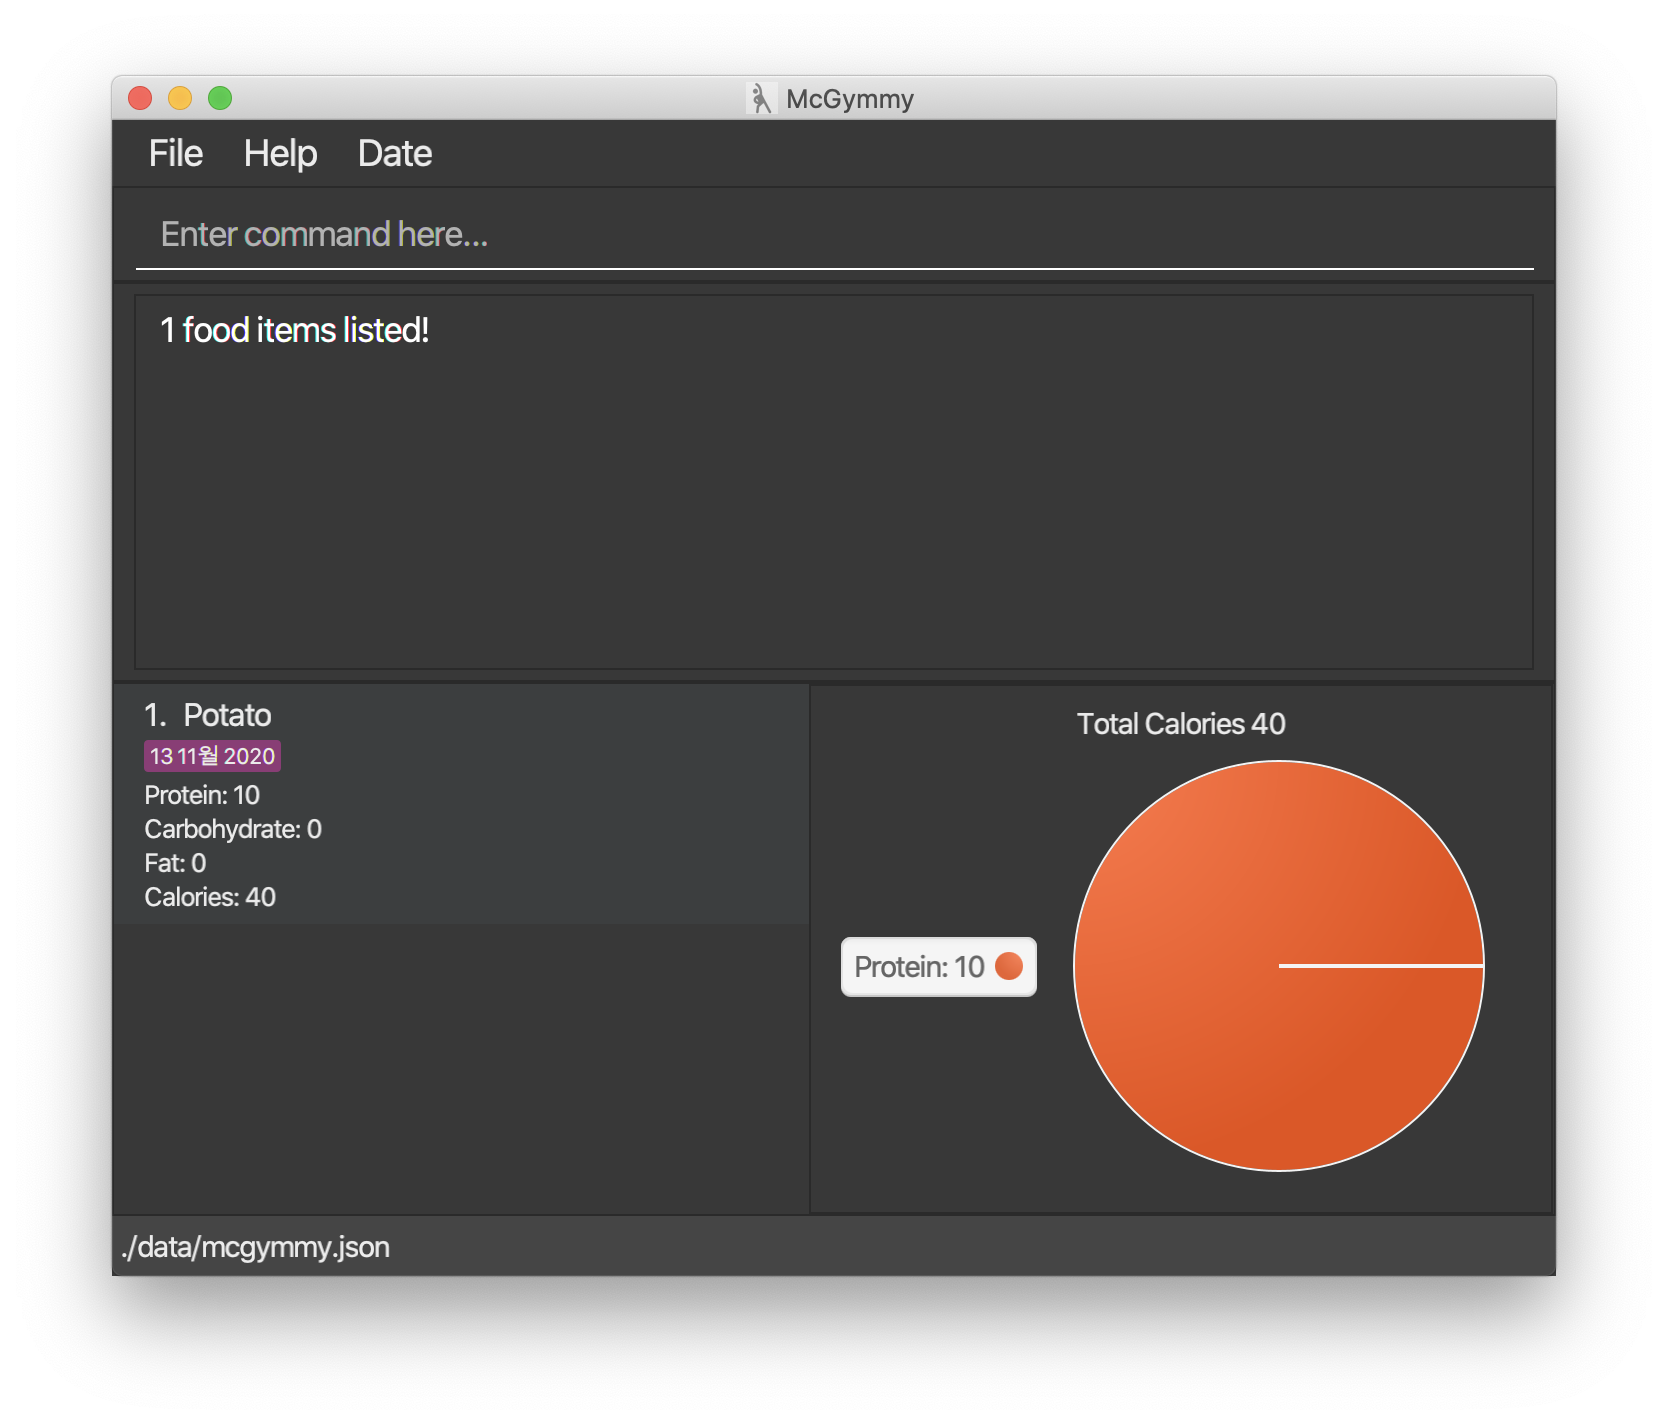 McGymmy
File Help Date
Enter command here...
1 food items listed!
1. Potato
13 11월 2020
Protein: 10
Carbohydrate: 0
Fat: 0
Calories: 40
Total Calories 40
Protein: 10
./data/mcgymmy.json